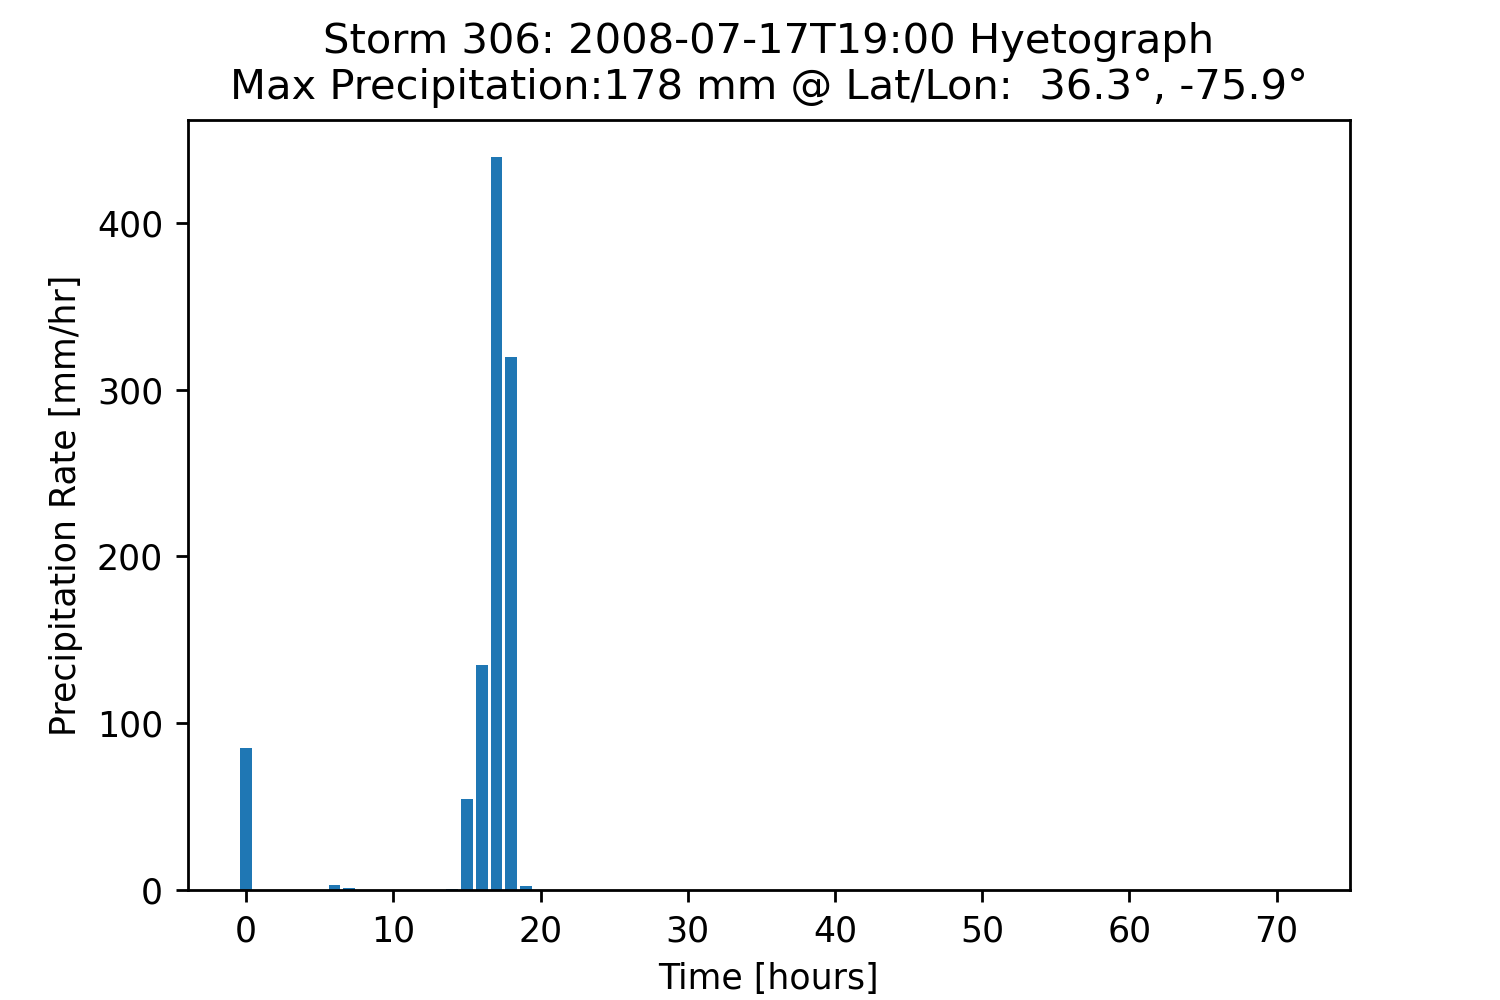 Storm 306: 2008-07-17T19:00 Hyetograph
Max Precipitation:178 mm @ Lat/Lon:  36.3°, -75.9°
Precipitation Rate [mm/hr]
400
300
200
100
0
0 10 20 30 40 50 60 70
Time [hours]